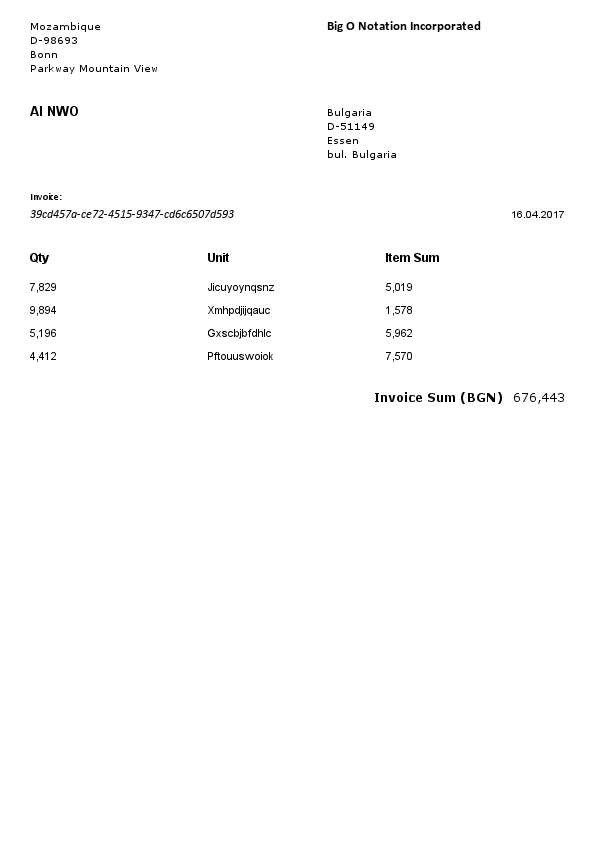 Mozambique
D-98693
Bonn
Parkway Mountain View
Big O Notation Incorporated
AI NWO
Bulgaria
D-51149
Essen
bul. Bulgaria
Invoice:
39cd457a-ce72-4515-9347-cd6c6507d593
16.04.2017
Qty Unit Item Sum
7,829 Jicuyoynqsnz 5,019
9,894 Xmhpdjijqauc 1,578
5,196 Gxscbjbfdhlc 5,962
4,412 Pftouuswoiok 7,570
Invoice Sum (BGN) 676,443